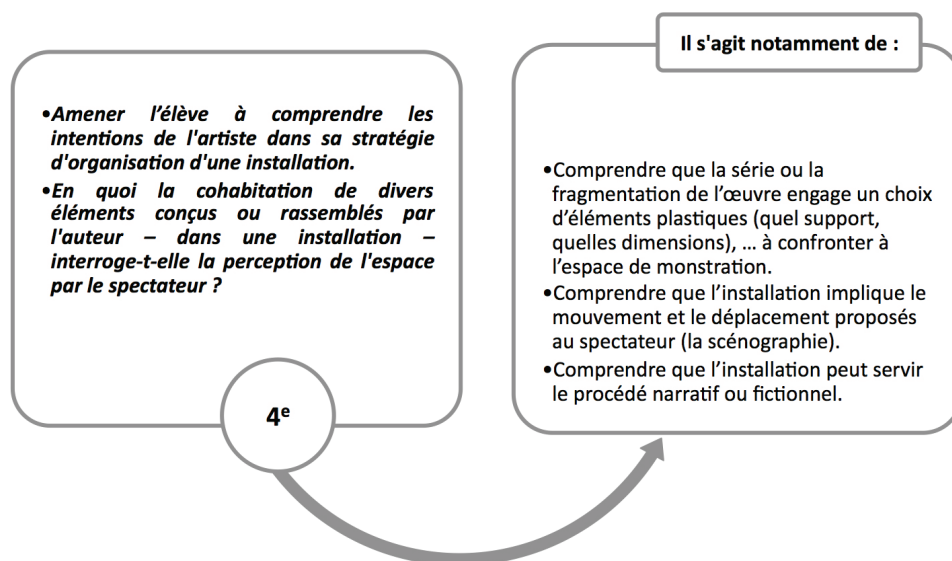 •Amener l’élève à comprendre les
intentions de l'artiste dans sa stratégie
d'organisation d'une installation.
•En quoi la cohabitation de divers
éléments conçus ou rassemblés par
l'auteur – dans une installation –
interroge-t-elle la perception de l'espace
par le spectateur ?
4e
Il s'agit notamment de :
•Comprendre que la série ou la
fragmentation de l’œuvre engage un choix
d’éléments plastiques (quel support,
quelles dimensions), … à confronter à
l’espace de monstration.
•Comprendre que l’installation implique le
mouvement et le déplacement proposés
au spectateur (la scénographie).
•Comprendre que l’installation peut servir
le procédé narratif ou fictionnel.